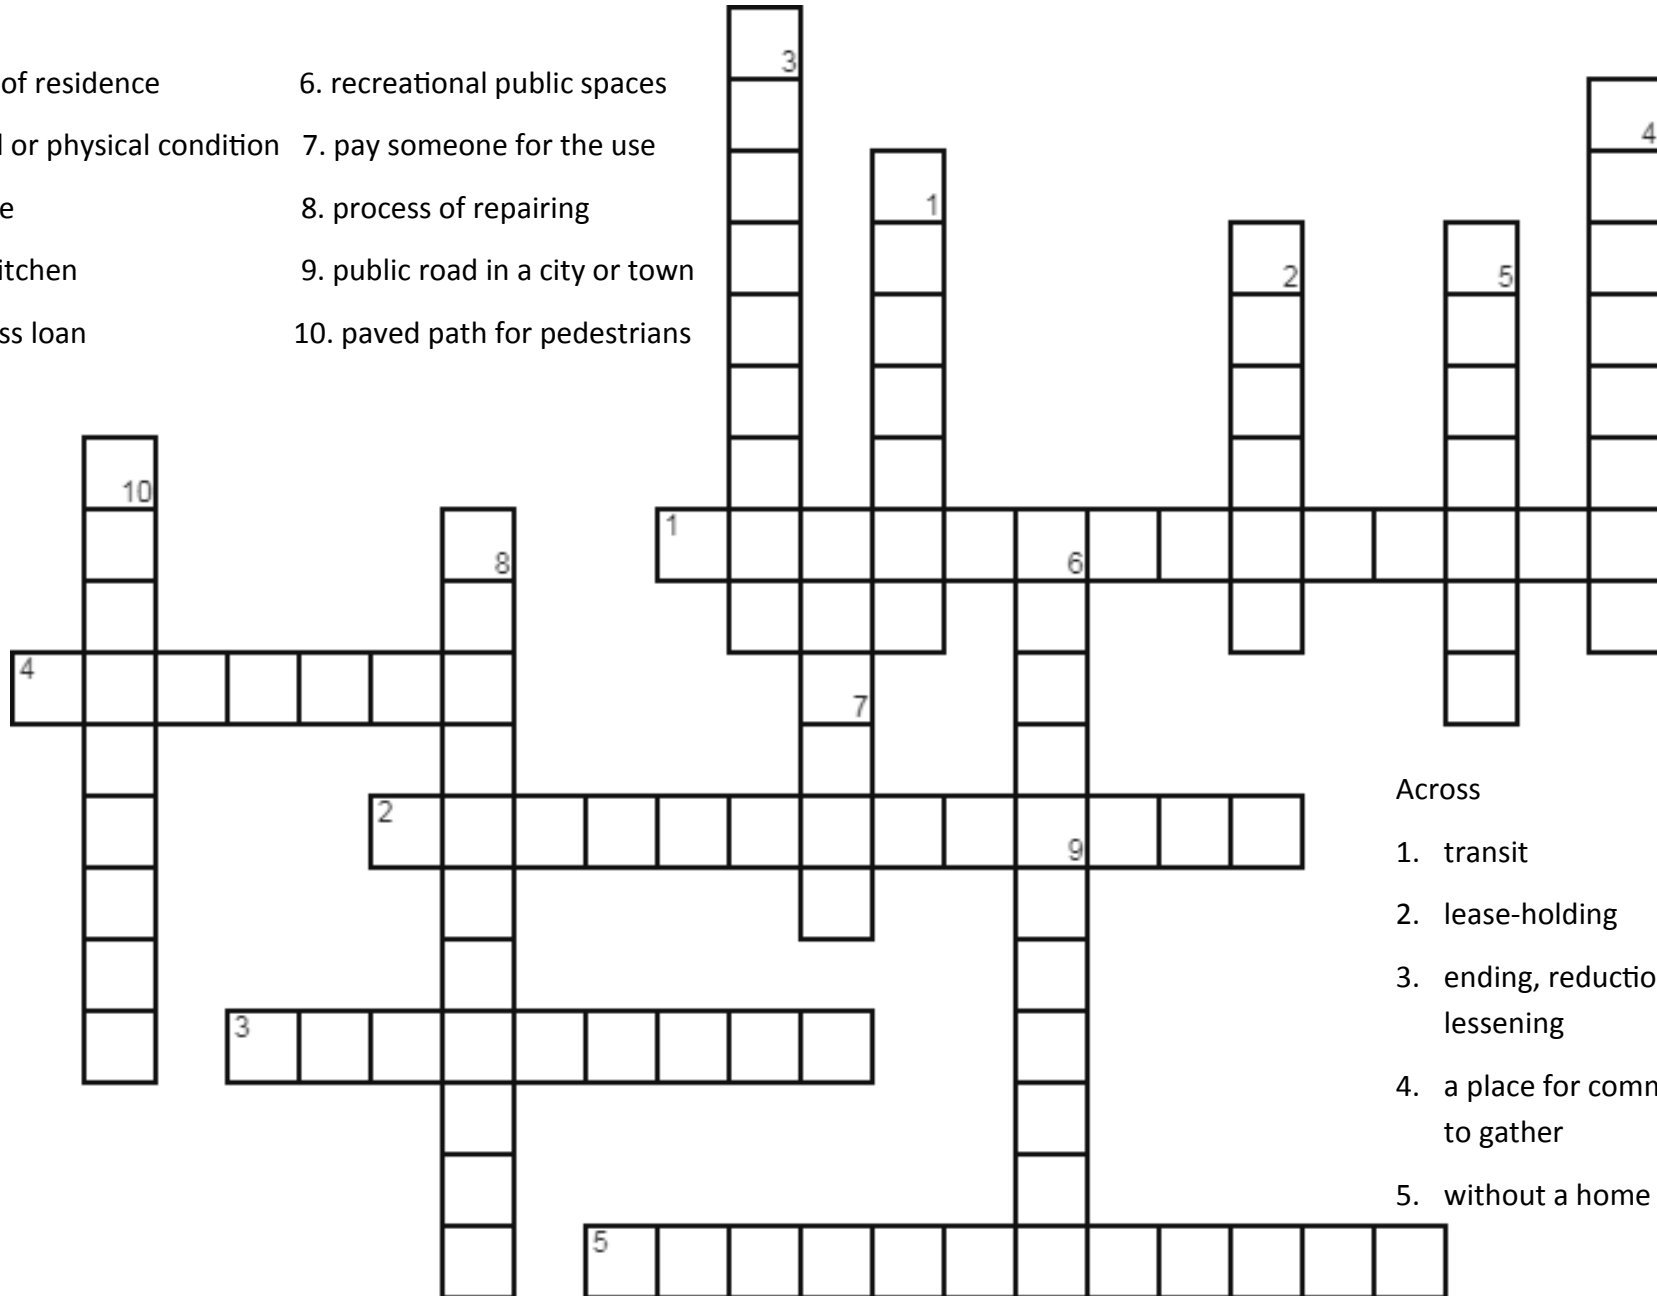 of residence
or physical condition
e
itchen
ss loan
6. recreational public spaces
7. pay someone for the use
8. process of repairing
9. public road in a city or town
10. paved path for pedestrians
3
4
1
2
5
10
8
1
6
4
7
2
9
3
5
Across
1. transit
2. lease-holding
3. ending, reductio
lessening
4. a place for comm
to gather
5. without a home